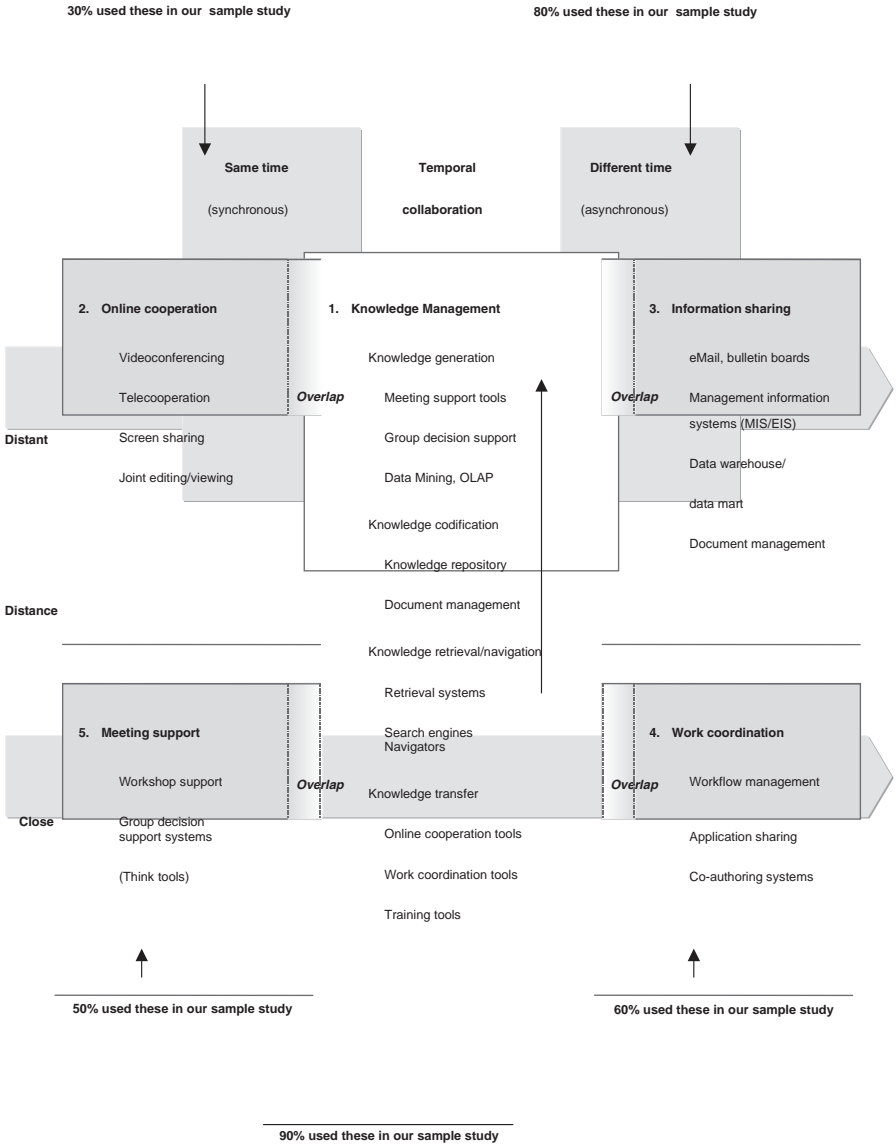 30% used these in our sample study
80% used these in our sample study
Same time
(synchronous)
Temporal
collaboration
Different time
(asynchronous)
2. Online cooperation
Videoconferencing
Telecooperation
Screen sharing
Joint editing/viewing
Overlap
1. Knowledge Management
Knowledge generation
Meeting support tools
Group decision support
Data Mining, OLAP
Knowledge codification
Knowledge repository
Document management
Knowledge retrieval/navigation
Retrieval systems
Search engines
Navigators
Knowledge transfer
Online cooperation tools
Work coordination tools
Training tools
Overlap
3. Information sharing
eMail, bulletin boards
Management information
systems (MIS/EIS)
Data warehouse/
data mart
Document management
Distant
Distance
Close
5. Meeting support
Workshop support
Group decision
support systems
(Think tools)
Overlap
Overlap
4. Work coordination
Workflow management
Application sharing
Co-authoring systems
50% used these in our sample study
60% used these in our sample study
90% used these in our sample study